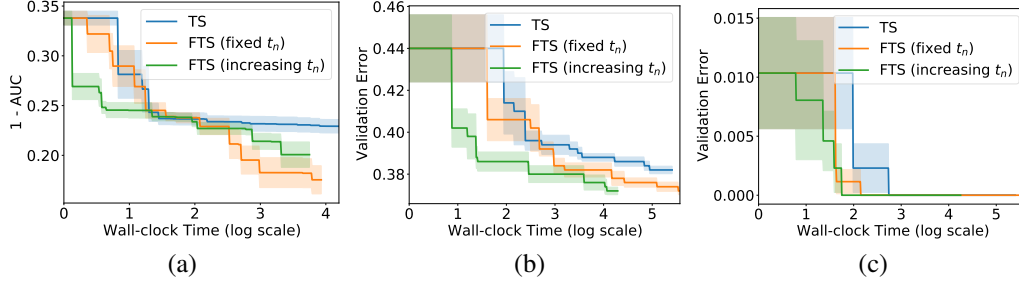 0.35
0.30
0.25
0.20
1 - AUC
TS
FTS (fixed tₙ)
FTS (increasing tₙ)
0 1 2 3 4
Wall-clock Time (log scale)
(a)
0.46
0.44
0.42
0.40
0.38
Validation Error
TS
FTS (fixed tₙ)
FTS (increasing tₙ)
0 1 2 3 4 5
Wall-clock Time (log scale)
(b)
0.015
0.010
0.005
0.000
Validation Error
TS
FTS (fixed tₙ)
FTS (increasing tₙ)
0 1 2 3 4 5
Wall-clock Time (log scale)
(c)